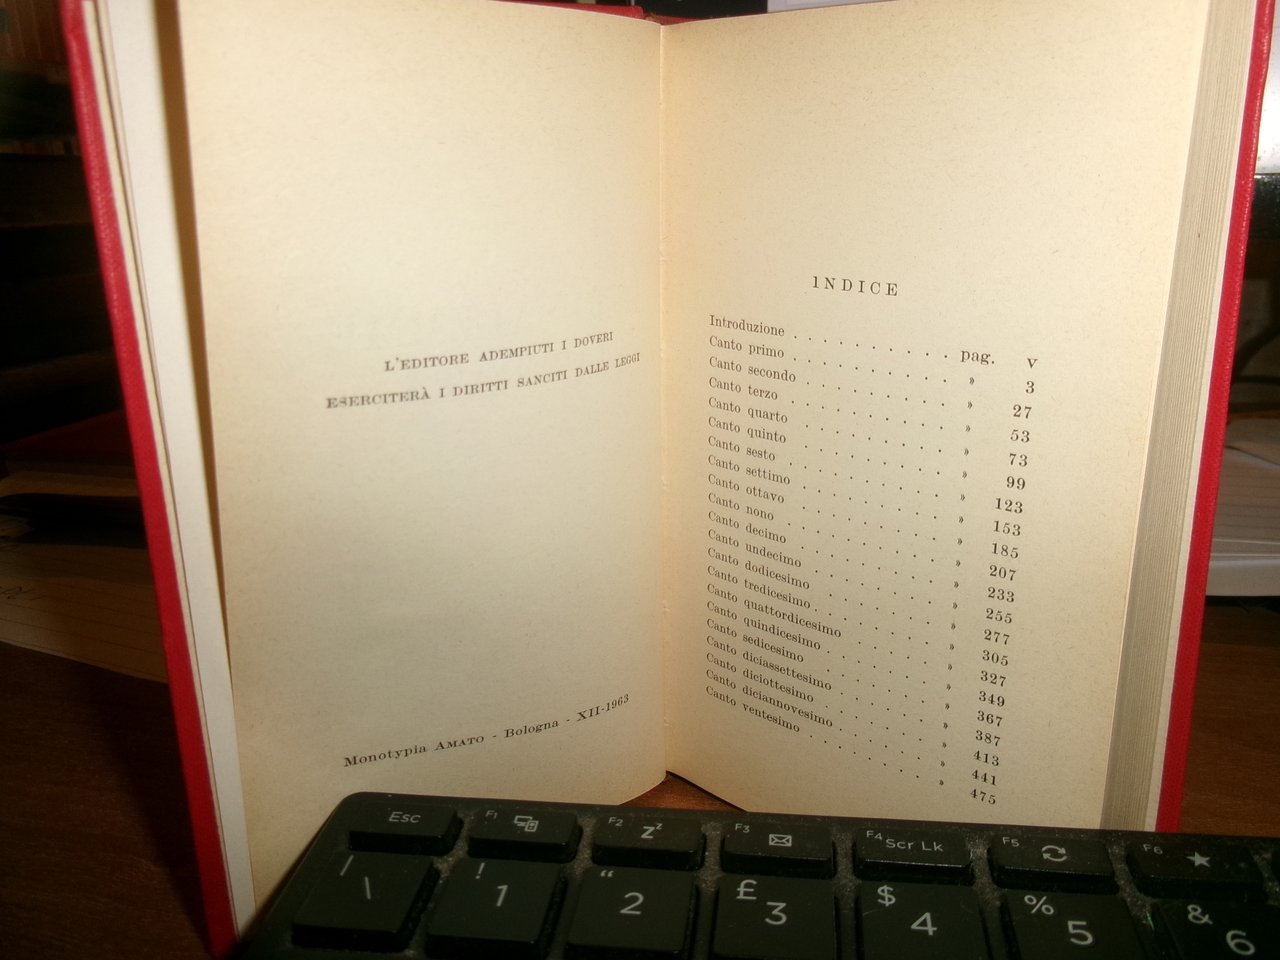 L'EDITORE ADEMPIUTI I DOVERI
ESERCITERÀ I DIRITTI SANCITI DALLE LEGGI
Monotypia AMATO - Bologna - XII-1963
INDICE
Introduzione . . . . . . . . . . pag. V
Canto primo . . . . . . . . . . » 3
Canto secondo . . . . . . . . . » 27
Canto terzo . . . . . . . . . . » 53
Canto quarto . . . . . . . . . » 73
Canto quinto . . . . . . . . . » 99
Canto sesto . . . . . . . . . . » 123
Canto settimo . . . . . . . . . » 153
Canto ottavo . . . . . . . . . » 185
Canto nono . . . . . . . . . . » 207
Canto decimo . . . . . . . . . » 233
Canto undecimo . . . . . . . . » 255
Canto dodicesimo . . . . . . . » 277
Canto tredicesimo . . . . . . . » 305
Canto quattordicesimo . . . . . » 327
Canto quindicesimo . . . . . . » 349
Canto sedicesimo . . . . . . . » 367
Canto diciassettesimo . . . . . » 387
Canto diciottesimo . . . . . . » 413
Canto diciannovesimo . . . . . » 441
Canto ventesimo . . . . . . . . » 475
Esc F1 F2 Zzz F3 F4 Scr Lk F5 F6
| \ ! 1 “ 2 £ 3 $ 4 % 5 & 6